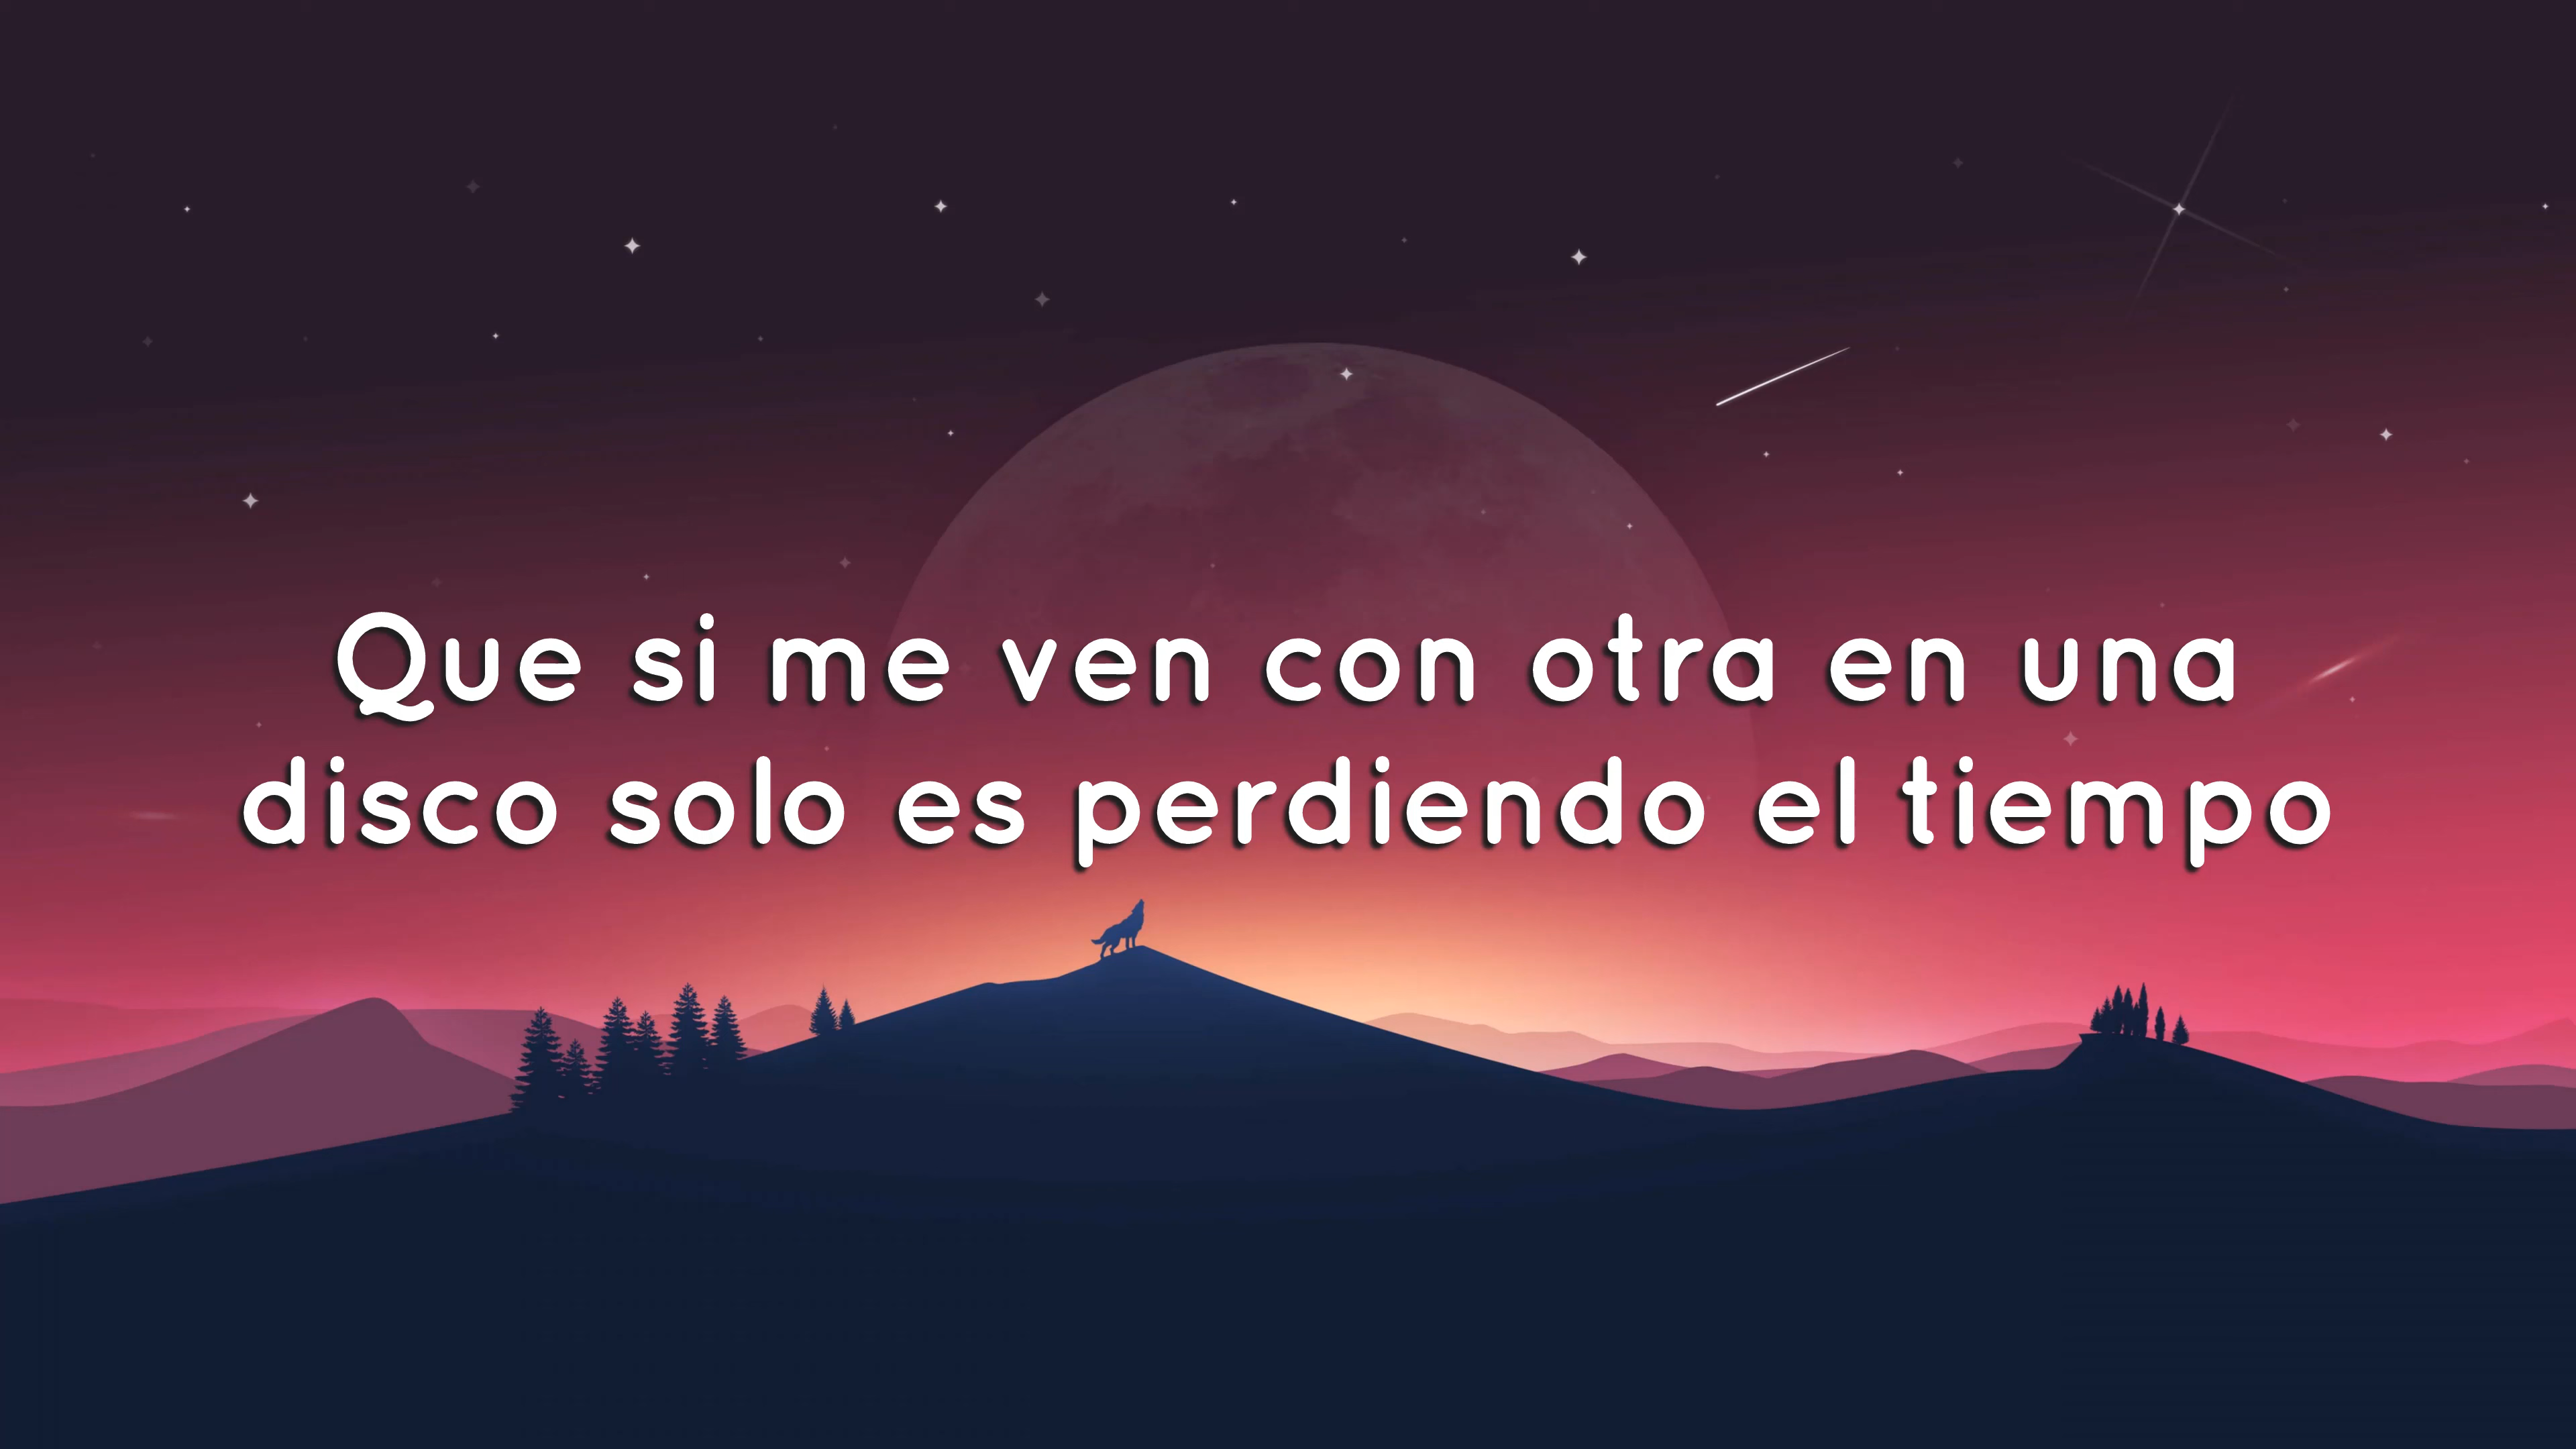 Que si me ven con otra en una
disco solo es perdiendo el tiempo